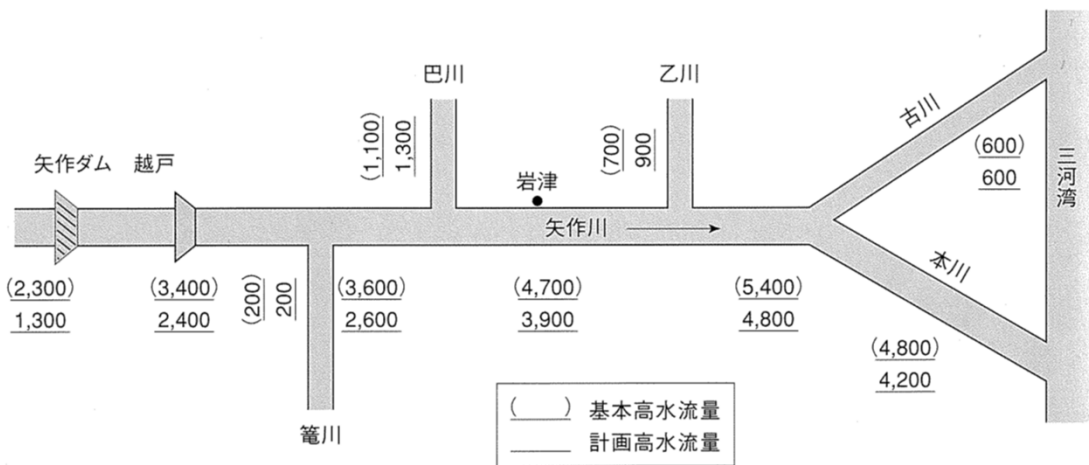 巴川
乙川
古川
(1,100)
1,300
(700)
900
(600)
600
三河湾
矢作ダム 越戸
岩津
矢作川
本川
(2,300)
1,300
(3,400)
2,400
(200)
200
(3,600)
2,600
(4,700)
3,900
(5,400)
4,800
(4,800)
4,200
篭川
( ) 基本高水流量
計画高水流量